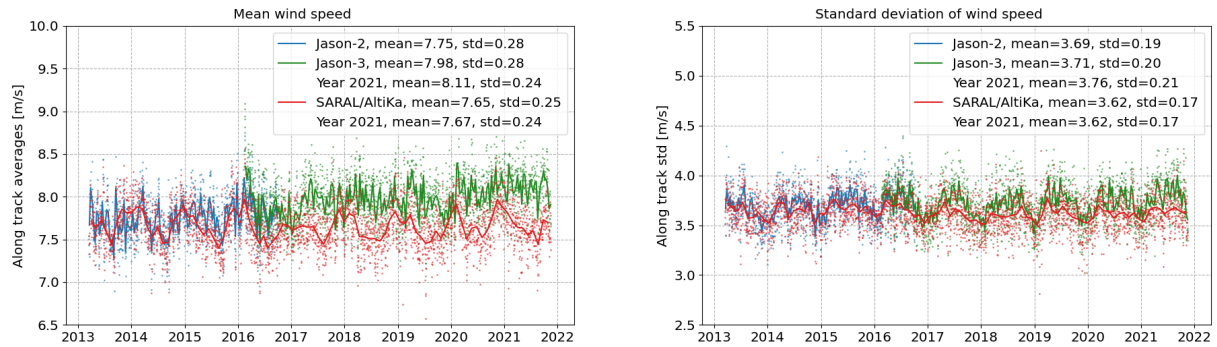 Mean wind speed
Along track averages [m/s]
10.0
9.5
9.0
8.5
8.0
7.5
7.0
6.5
Jason-2, mean=7.75, std=0.28
Jason-3, mean=7.98, std=0.28
Year 2021, mean=8.11, std=0.24
SARAL/AltiKa, mean=7.65, std=0.25
Year 2021, mean=7.67, std=0.24
2013 2014 2015 2016 2017 2018 2019 2020 2021 2022
Standard deviation of wind speed
Along track std [m/s]
5.5
5.0
4.5
4.0
3.5
3.0
2.5
Jason-2, mean=3.69, std=0.19
Jason-3, mean=3.71, std=0.20
Year 2021, mean=3.76, std=0.21
SARAL/AltiKa, mean=3.62, std=0.17
Year 2021, mean=3.62, std=0.17
2013 2014 2015 2016 2017 2018 2019 2020 2021 2022